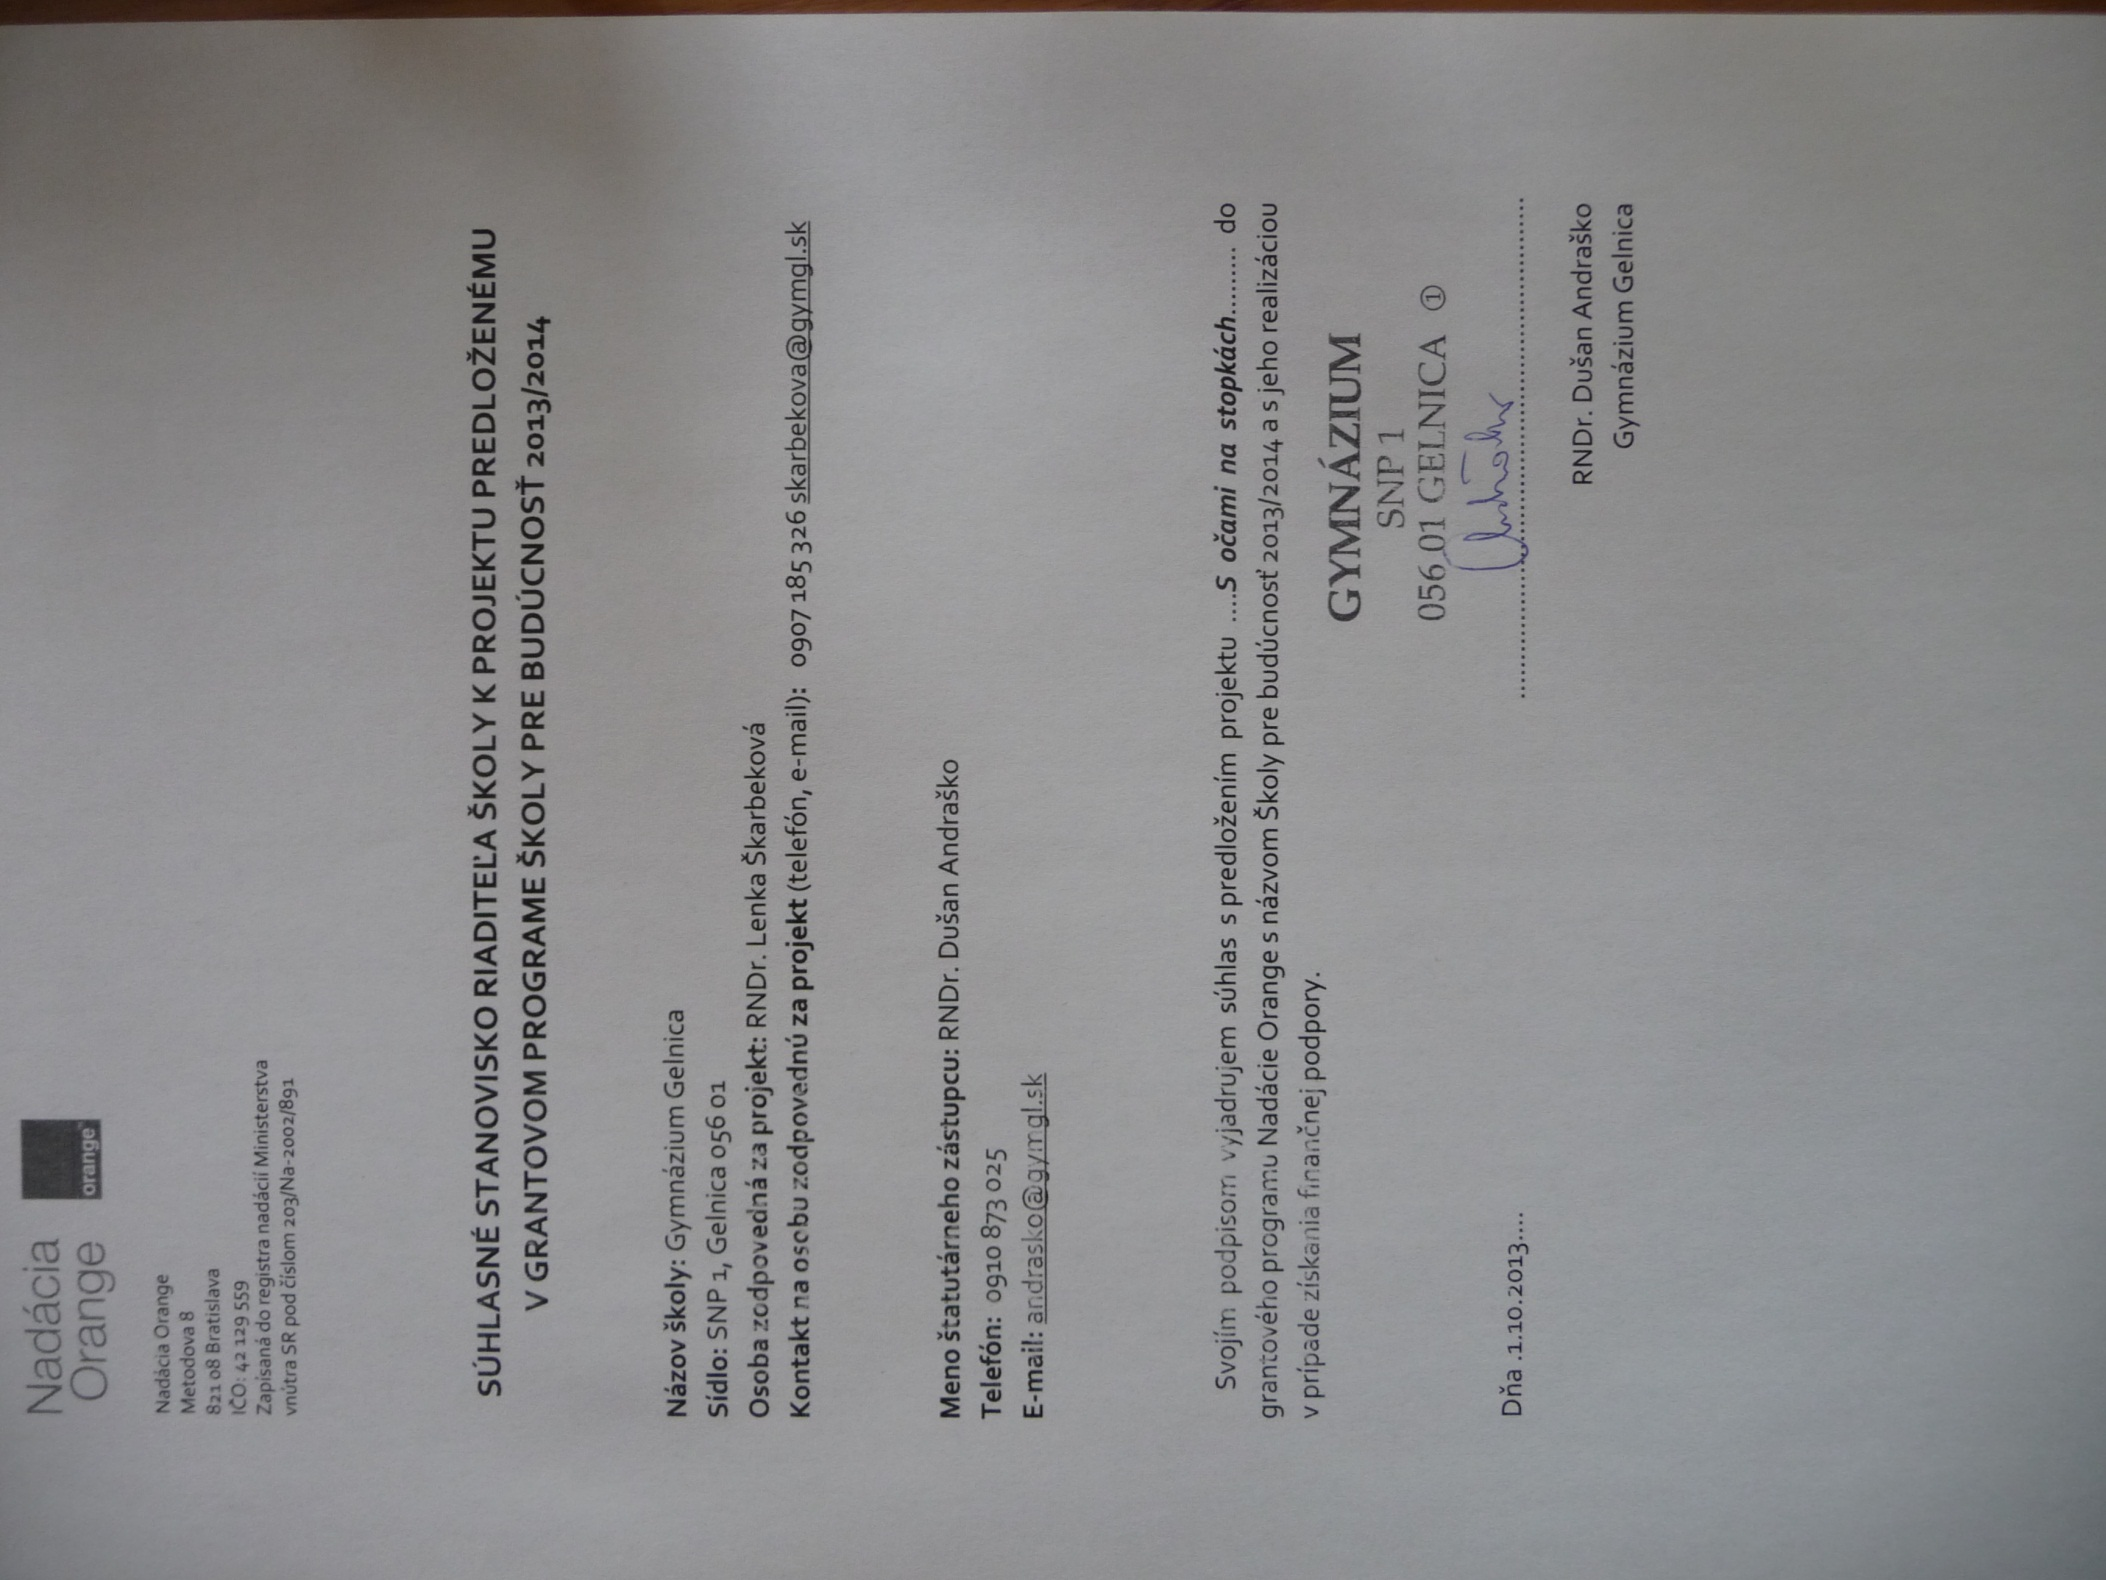 Nadácia
Orange
orange™
Nadácia Orange
Metodova 8
821 08 Bratislava
IČO: 42 129 559
Zapísaná do registra nadácií Ministerstva
vnútra SR pod číslom 203/Na-2002/891
SÚHLASNÉ STANOVISKO RIADITEĽA ŠKOLY K PROJEKTU PREDLOŽENÉMU
V GRANTOVOM PROGRAME ŠKOLY PRE BUDÚCNOSŤ 2013/2014
Názov školy: Gymnázium Gelnica
Sídlo: SNP 1, Gelnica 056 01
Osoba zodpovedná za projekt: RNDr. Lenka Škarbeková
Kontakt na osobu zodpovednú za projekt (telefón, e-mail): 0907 185 326 skarbekova@gymgl.sk
Meno štatutárneho zástupcu: RNDr. Dušan Andraško
Telefón: 0910 873 025
E-mail: andrasko@gymgl.sk
Svojím podpisom vyjadrujem súhlas s predložením projektu ....S očami na stopkách......... do
grantového programu Nadácie Orange s názvom Školy pre budúcnosť 2013/2014 a s jeho realizáciou
v prípade získania finančnej podpory.
GYMNÁZIUM
SNP 1
056 01 GELNICA ①
Dňa .1.10.2013....
RNDr. Dušan Andraško
Gymnázium Gelnica